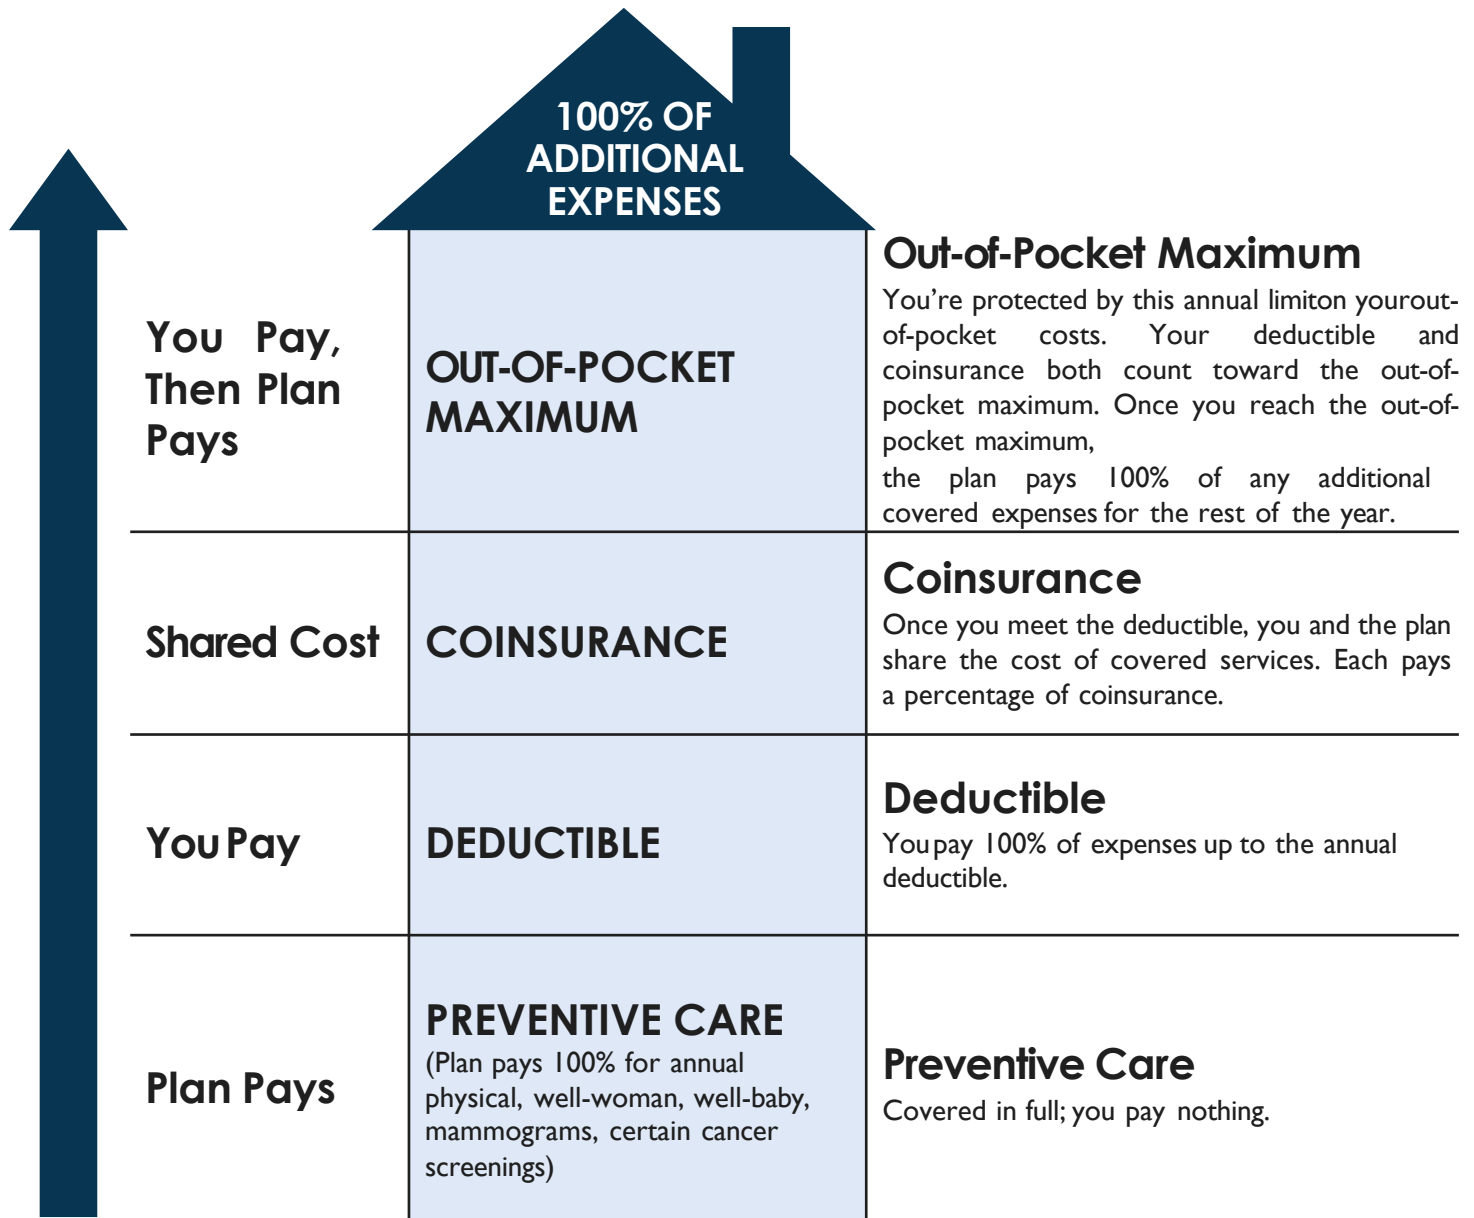 100% OF
ADDITIONAL
EXPENSES
You Pay,
Then Plan
Pays
OUT-OF-POCKET
MAXIMUM
Out-of-Pocket Maximum
You’re protected by this annual limiton yourout-
of-pocket costs. Your deductible and
coinsurance both count toward the out-of-
pocket maximum. Once you reach the out-of-
pocket maximum,
the plan pays 100% of any additional
covered expenses for the rest of the year.
Shared Cost
COINSURANCE
Coinsurance
Once you meet the deductible, you and the plan
share the cost of covered services. Each pays
a percentage of coinsurance.
You Pay
DEDUCTIBLE
Deductible
Youpay 100% of expenses up to the annual
deductible.
Plan Pays
PREVENTIVE CARE
(Plan pays 100% for annual
physical, well-woman, well-baby,
mammograms, certain cancer
screenings)
Preventive Care
Covered in full; you pay nothing.